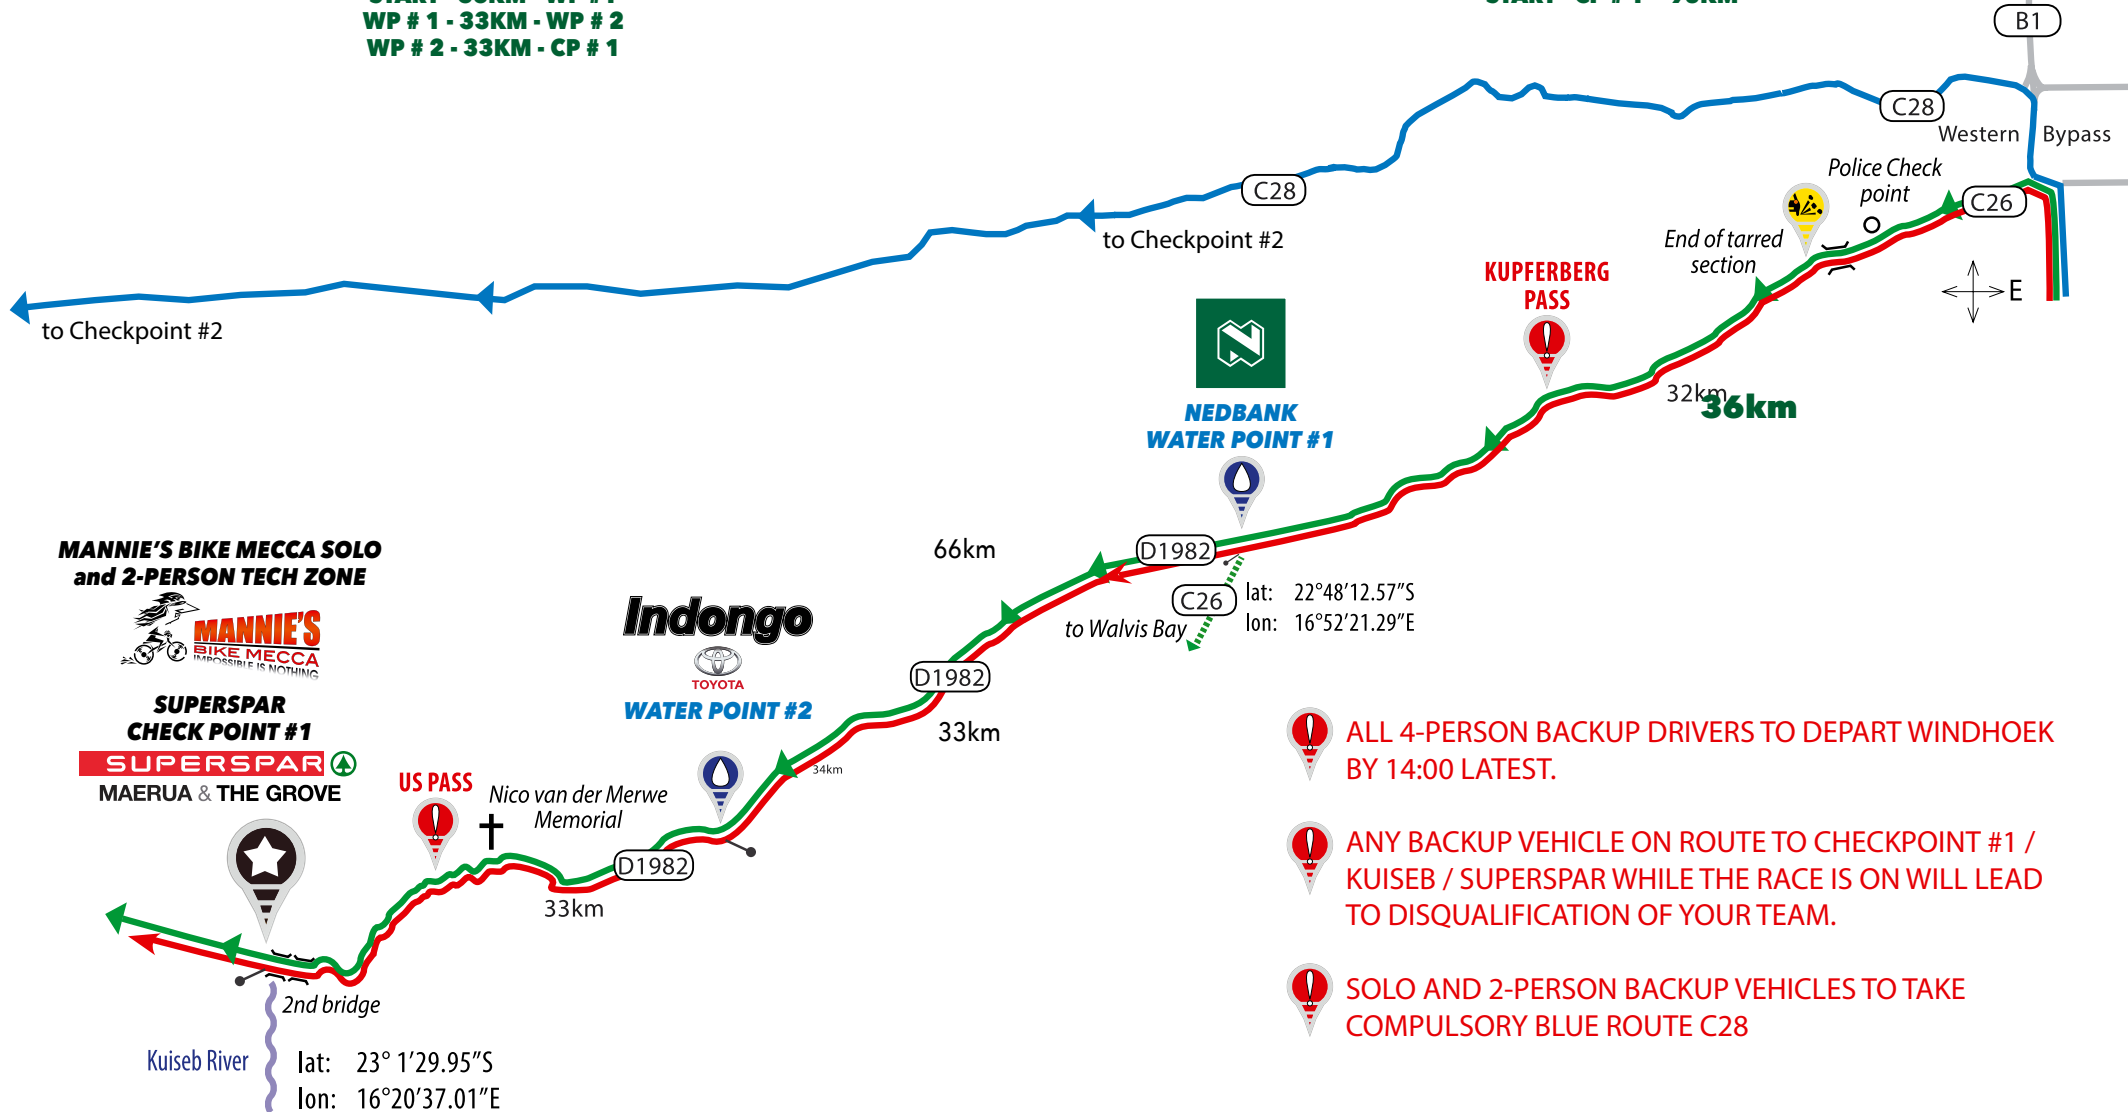 WP # 1 - 33KM - WP # 2
WP # 2 - 33KM - CP # 1
B1
C28
Western Bypass
Police Check
point
C26
C28
to Checkpoint #2
End of tarred
section
E
KUPFERBERG
PASS
to Checkpoint #2
32km
36km
NEDBANK
WATER POINT #1
D1982
66km
C26
lat: 22°48'12.57"S
lon: 16°52'21.29"E
to Walvis Bay
MANNIE'S BIKE MECCA SOLO
and 2-PERSON TECH ZONE
MANNIE'S
BIKE MECCA
IMPOSSIBLE IS NOTHING
Indongo
TOYOTA
WATER POINT #2
D1982
33km
34km
SUPERSPAR
CHECK POINT #1
SUPERSPAR
MAERUA & THE GROVE
US PASS
Nico van der Merwe
Memorial
D1982
33km
2nd bridge
Kuiseb River
lat: 23° 1'29.95"S
lon: 16°20'37.01"E
ALL 4-PERSON BACKUP DRIVERS TO DEPART WINDHOEK
BY 14:00 LATEST.
ANY BACKUP VEHICLE ON ROUTE TO CHECKPOINT #1 /
KUISEB / SUPERSPAR WHILE THE RACE IS ON WILL LEAD
TO DISQUALIFICATION OF YOUR TEAM.
SOLO AND 2-PERSON BACKUP VEHICLES TO TAKE
COMPULSORY BLUE ROUTE C28